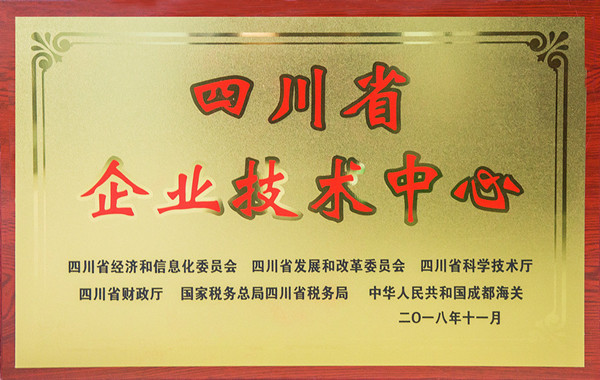 四川省
企业技术中心
四川省经济和信息化委员会 四川省发展和改革委员会 四川省科学技术厅
四川省财政厅 国家税务总局四川省税务局 中华人民共和国成都海关
二〇一八年十一月